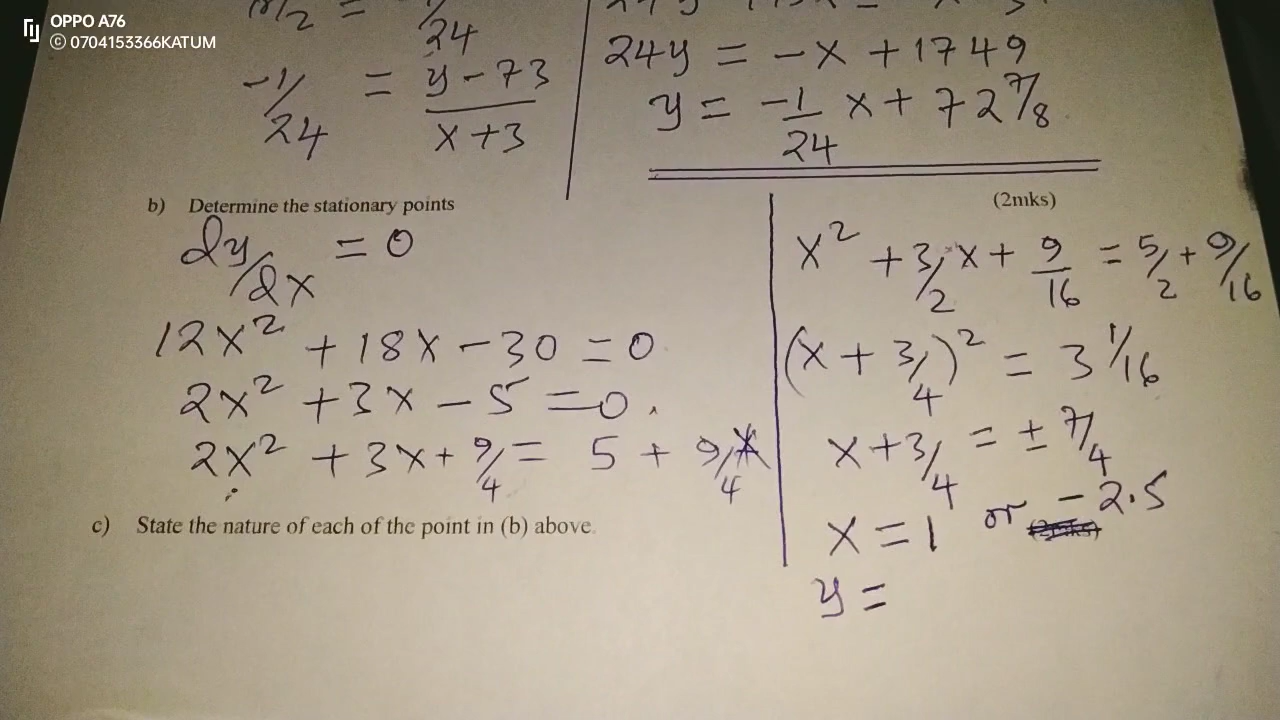 OPPO A76
© 0704153366KATUM
24
-1/24 = y-73/x+3
24y = -x + 1749
y = -1/24 x + 72 7/8
b) Determine the stationary points (2mks)
dy/dx = 0
12x² + 18x - 30 = 0
2x² + 3x - 5 = 0.
2x² + 3x + 9/4 = 5 + 9/4
x² + 3/2 x + 9/16 = 5/2 + 9/16
(x + 3/4)² = 3 1/16
x + 3/4 = ± 7/4
x = 1 or -2.5
y =
c) State the nature of each of the point in (b) above.